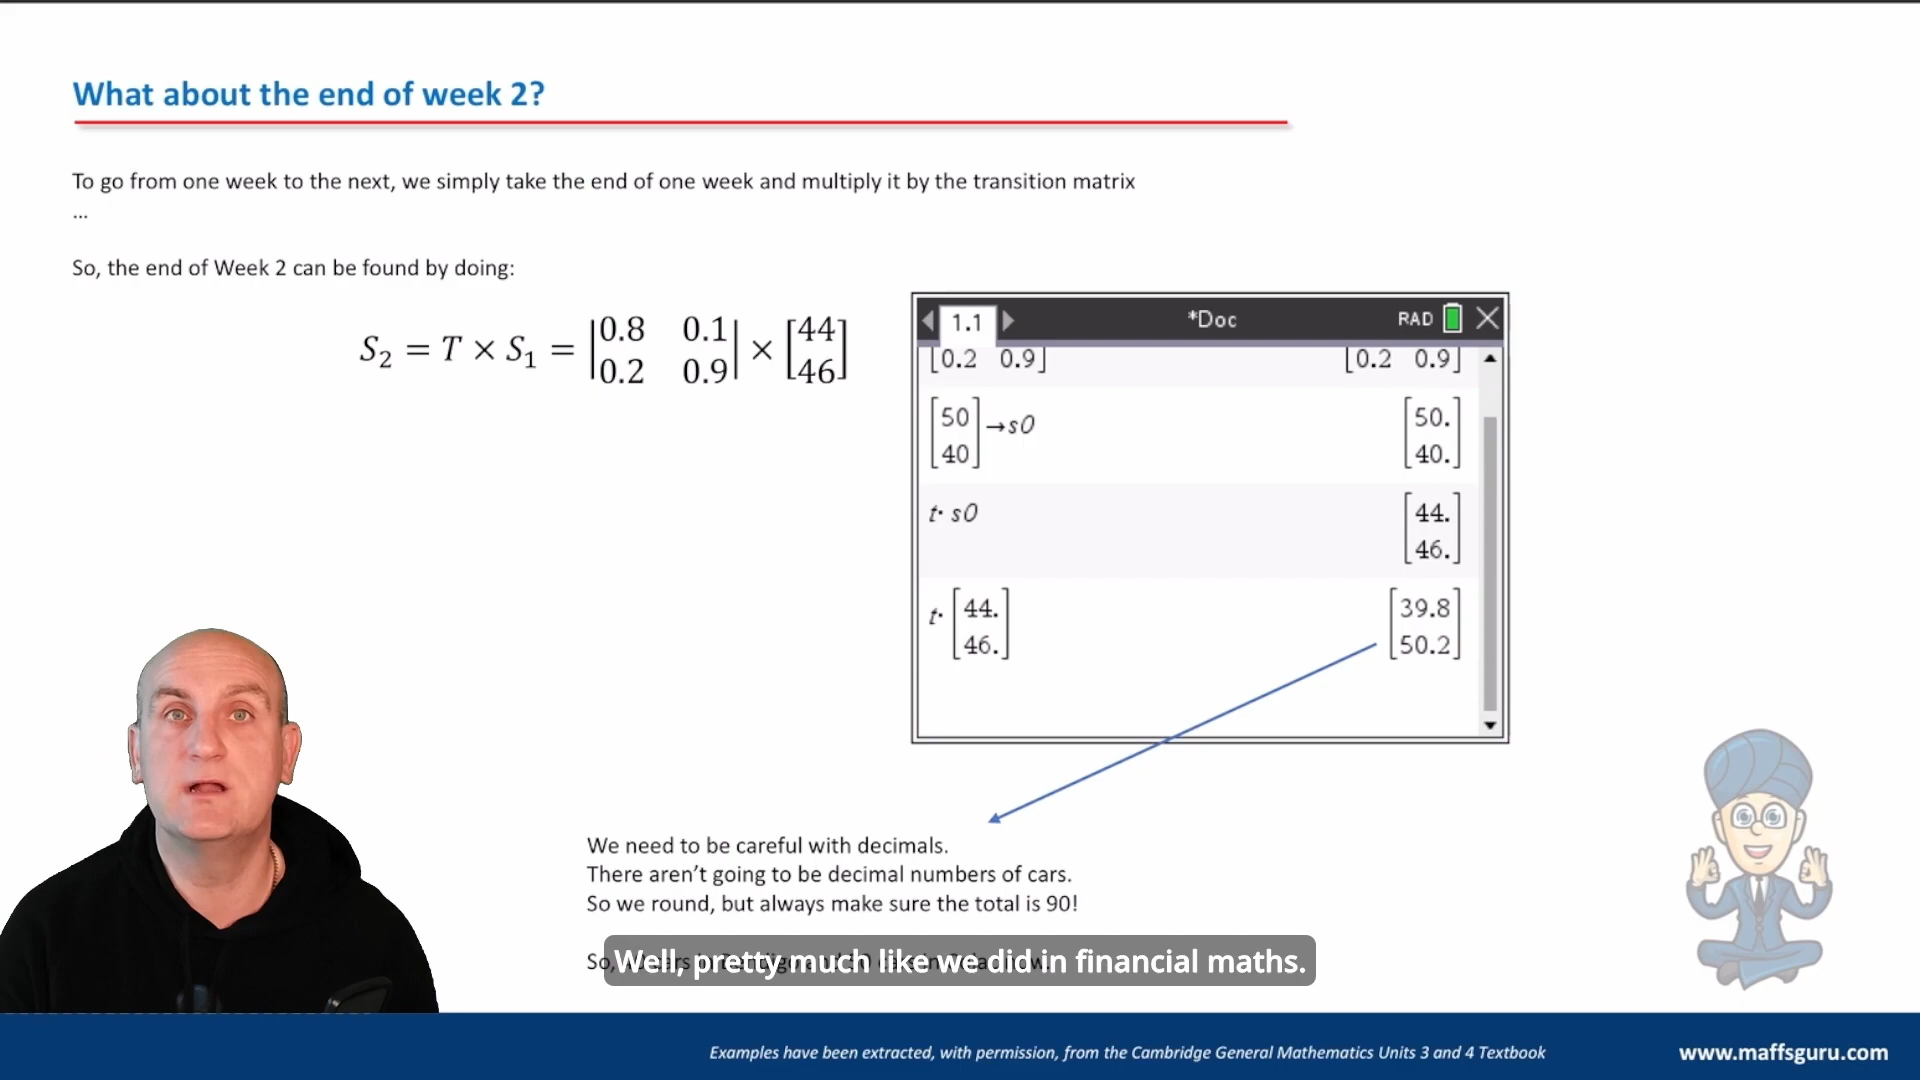 What about the end of week 2?
To go from one week to the next, we simply take the end of one week and multiply it by the transition matrix
...
So, the end of Week 2 can be found by doing:
S₂ = T × S₁ = |0.8 0.1| × [44]
|0.2 0.9| [46]
1.1 *Doc RAD
[0.2 0.9] [0.2 0.9]
[50] →s0 [50.]
[40] [40.]
t· s0 [44.]
[46.]
t· [44.] [39.8]
[46.] [50.2]
We need to be careful with decimals.
There aren't going to be decimal numbers of cars.
So we round, but always make sure the total is 90!
So,
Well, pretty much like we did in financial maths.
Examples have been extracted, with permission, from the Cambridge General Mathematics Units 3 and 4 Textbook
www.maffsguru.com